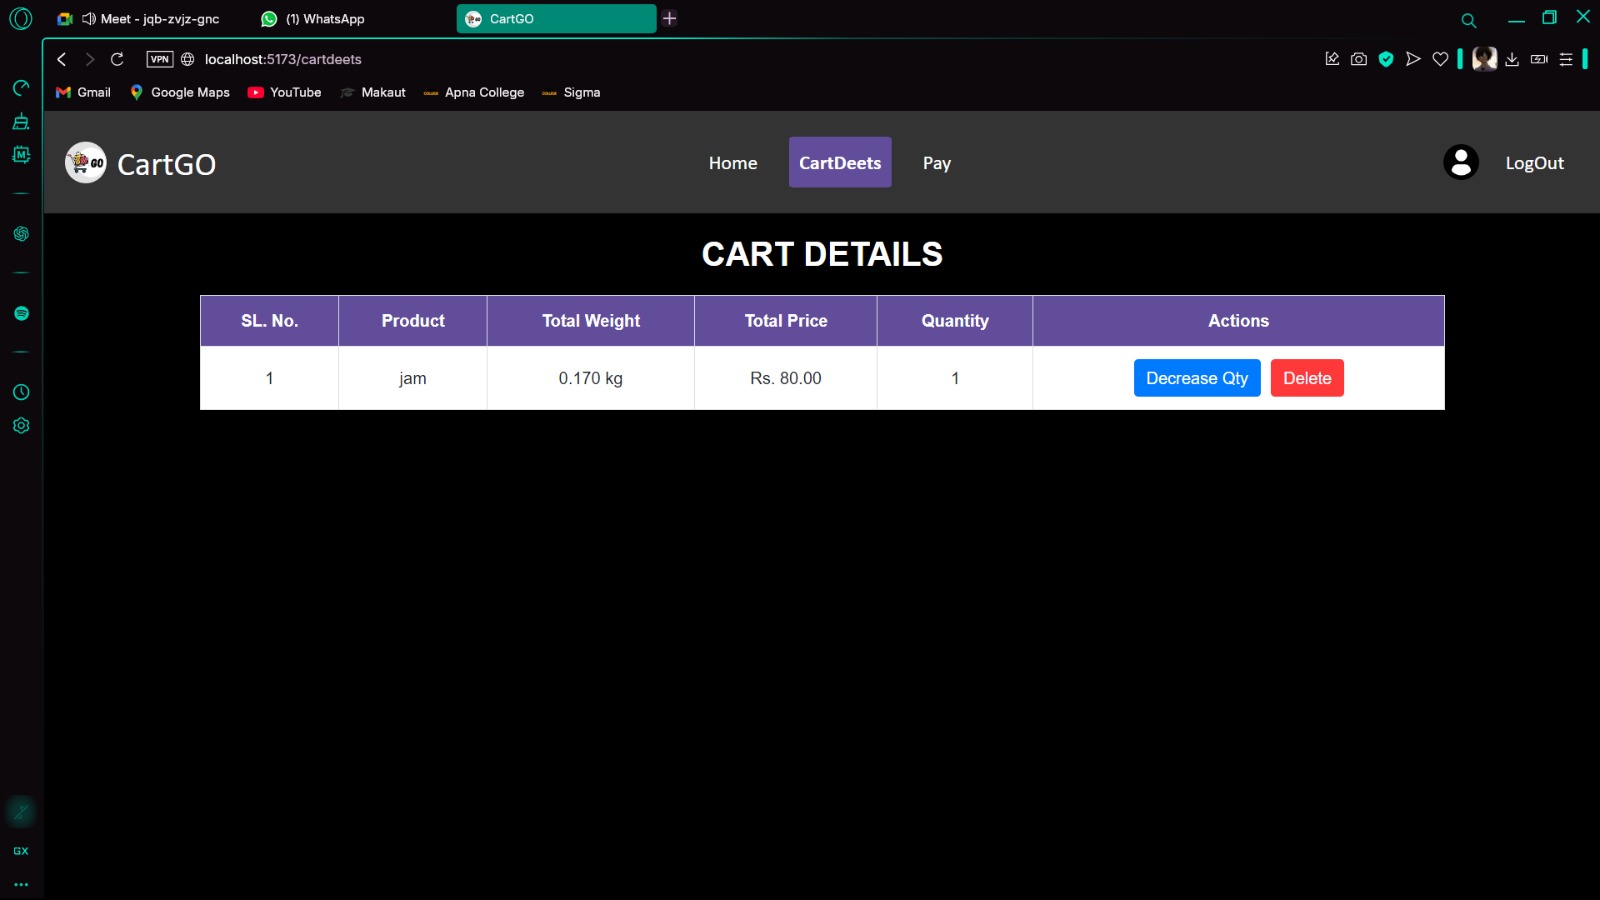 Meet - jqb-zvjz-gnc (1) WhatsApp CartGO
VPN localhost:5173/cartdeets
Gmail Google Maps YouTube Makaut Apna College Sigma
GO CartGO Home CartDeets Pay LogOut
CART DETAILS
SL. No. Product Total Weight Total Price Quantity Actions
1 jam 0.170 kg Rs. 80.00 1 Decrease Qty Delete
GX